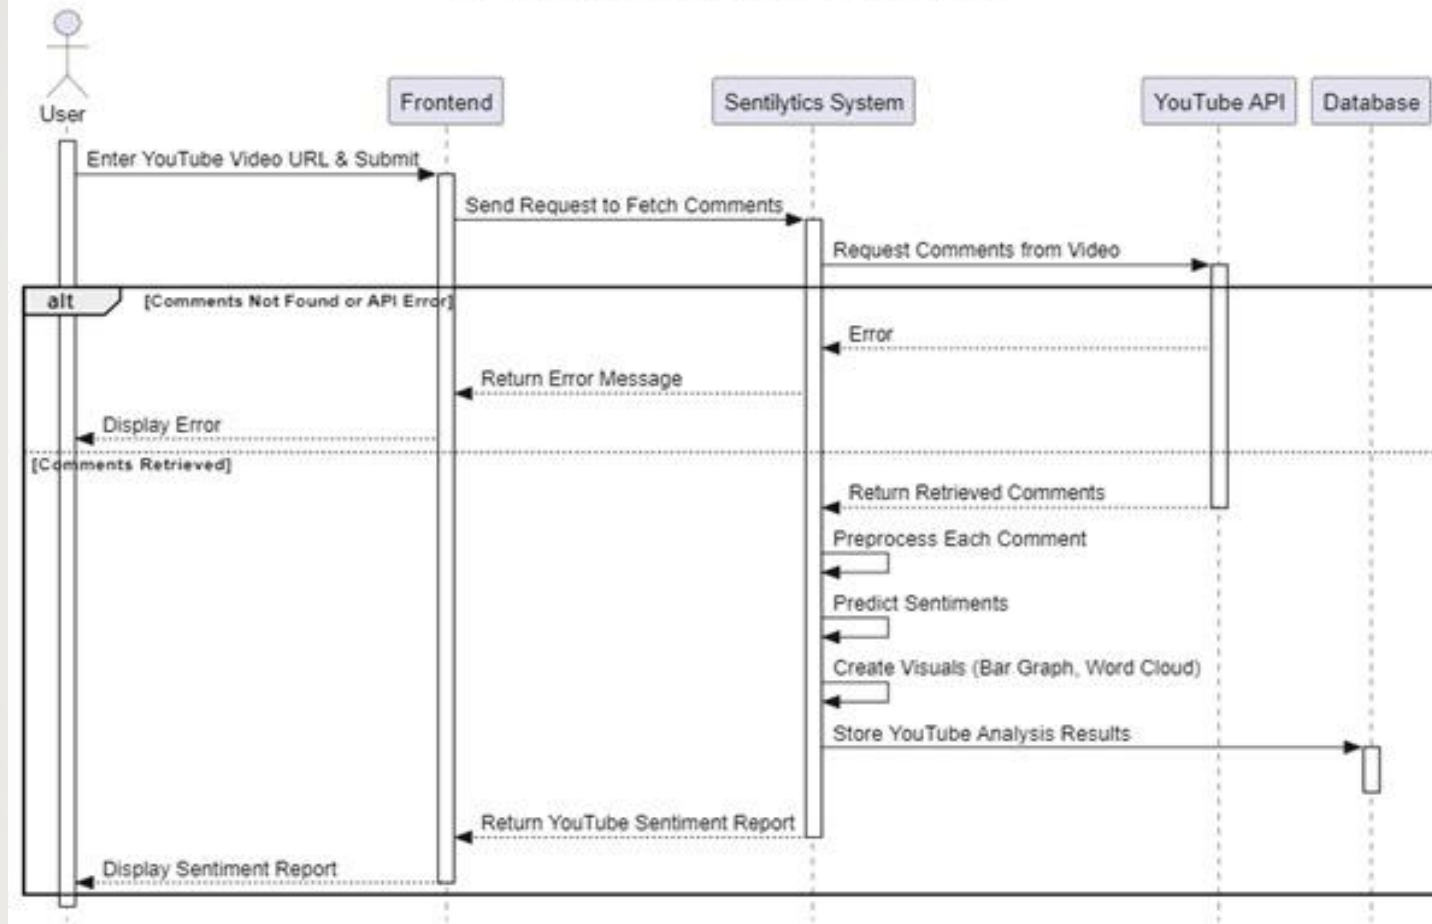 User
Frontend
Sentilytics System
YouTube API
Database
Enter YouTube Video URL & Submit
Send Request to Fetch Comments
Request Comments from Video
alt
[Comments Not Found or API Error]
Error
Return Error Message
Display Error
[Comments Retrieved]
Return Retrieved Comments
Preprocess Each Comment
Predict Sentiments
Create Visuals (Bar Graph, Word Cloud)
Store YouTube Analysis Results
Return YouTube Sentiment Report
Display Sentiment Report